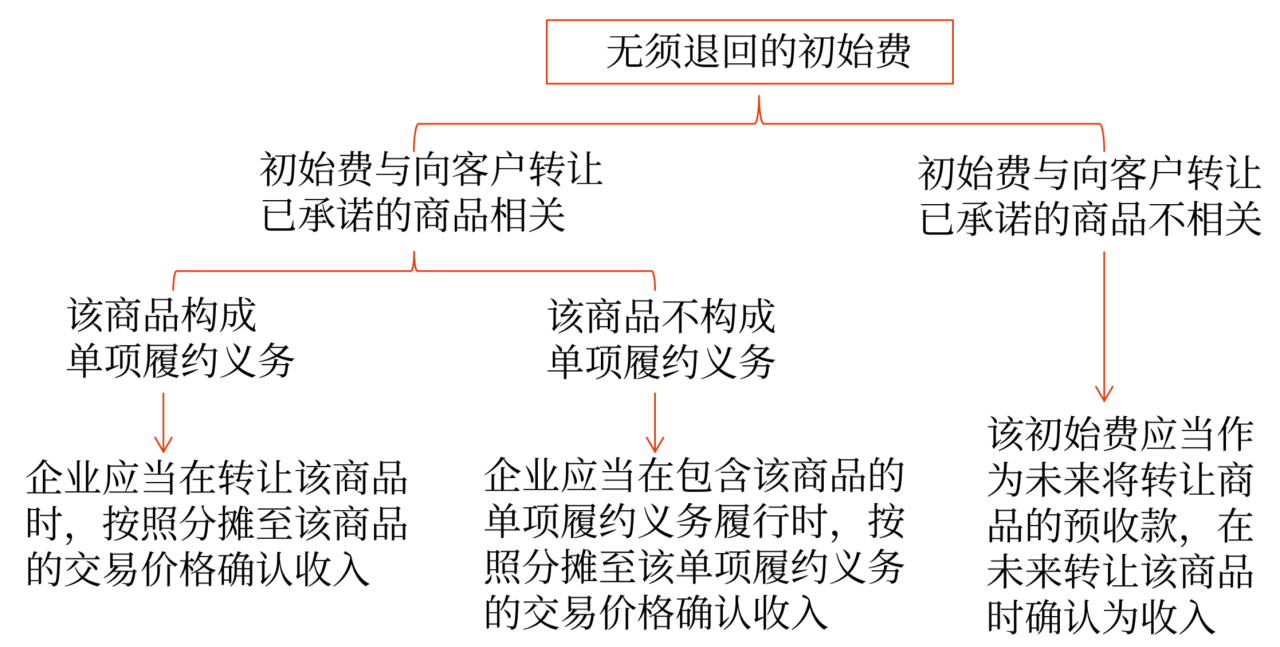 无须退回的初始费
初始费与向客户转让
已承诺的商品相关
初始费与向客户转让
已承诺的商品不相关
该商品构成
单项履约义务
该商品不构成
单项履约义务
企业应当在转让该商品
时，按照分摊至该商品
的交易价格确认收入
企业应当在包含该商品的
单项履约义务履行时，按
照分摊至该单项履约义务
的交易价格确认收入
该初始费应当作
为未来将转让商
品的预收款，在
未来转让该商品
时确认为收入